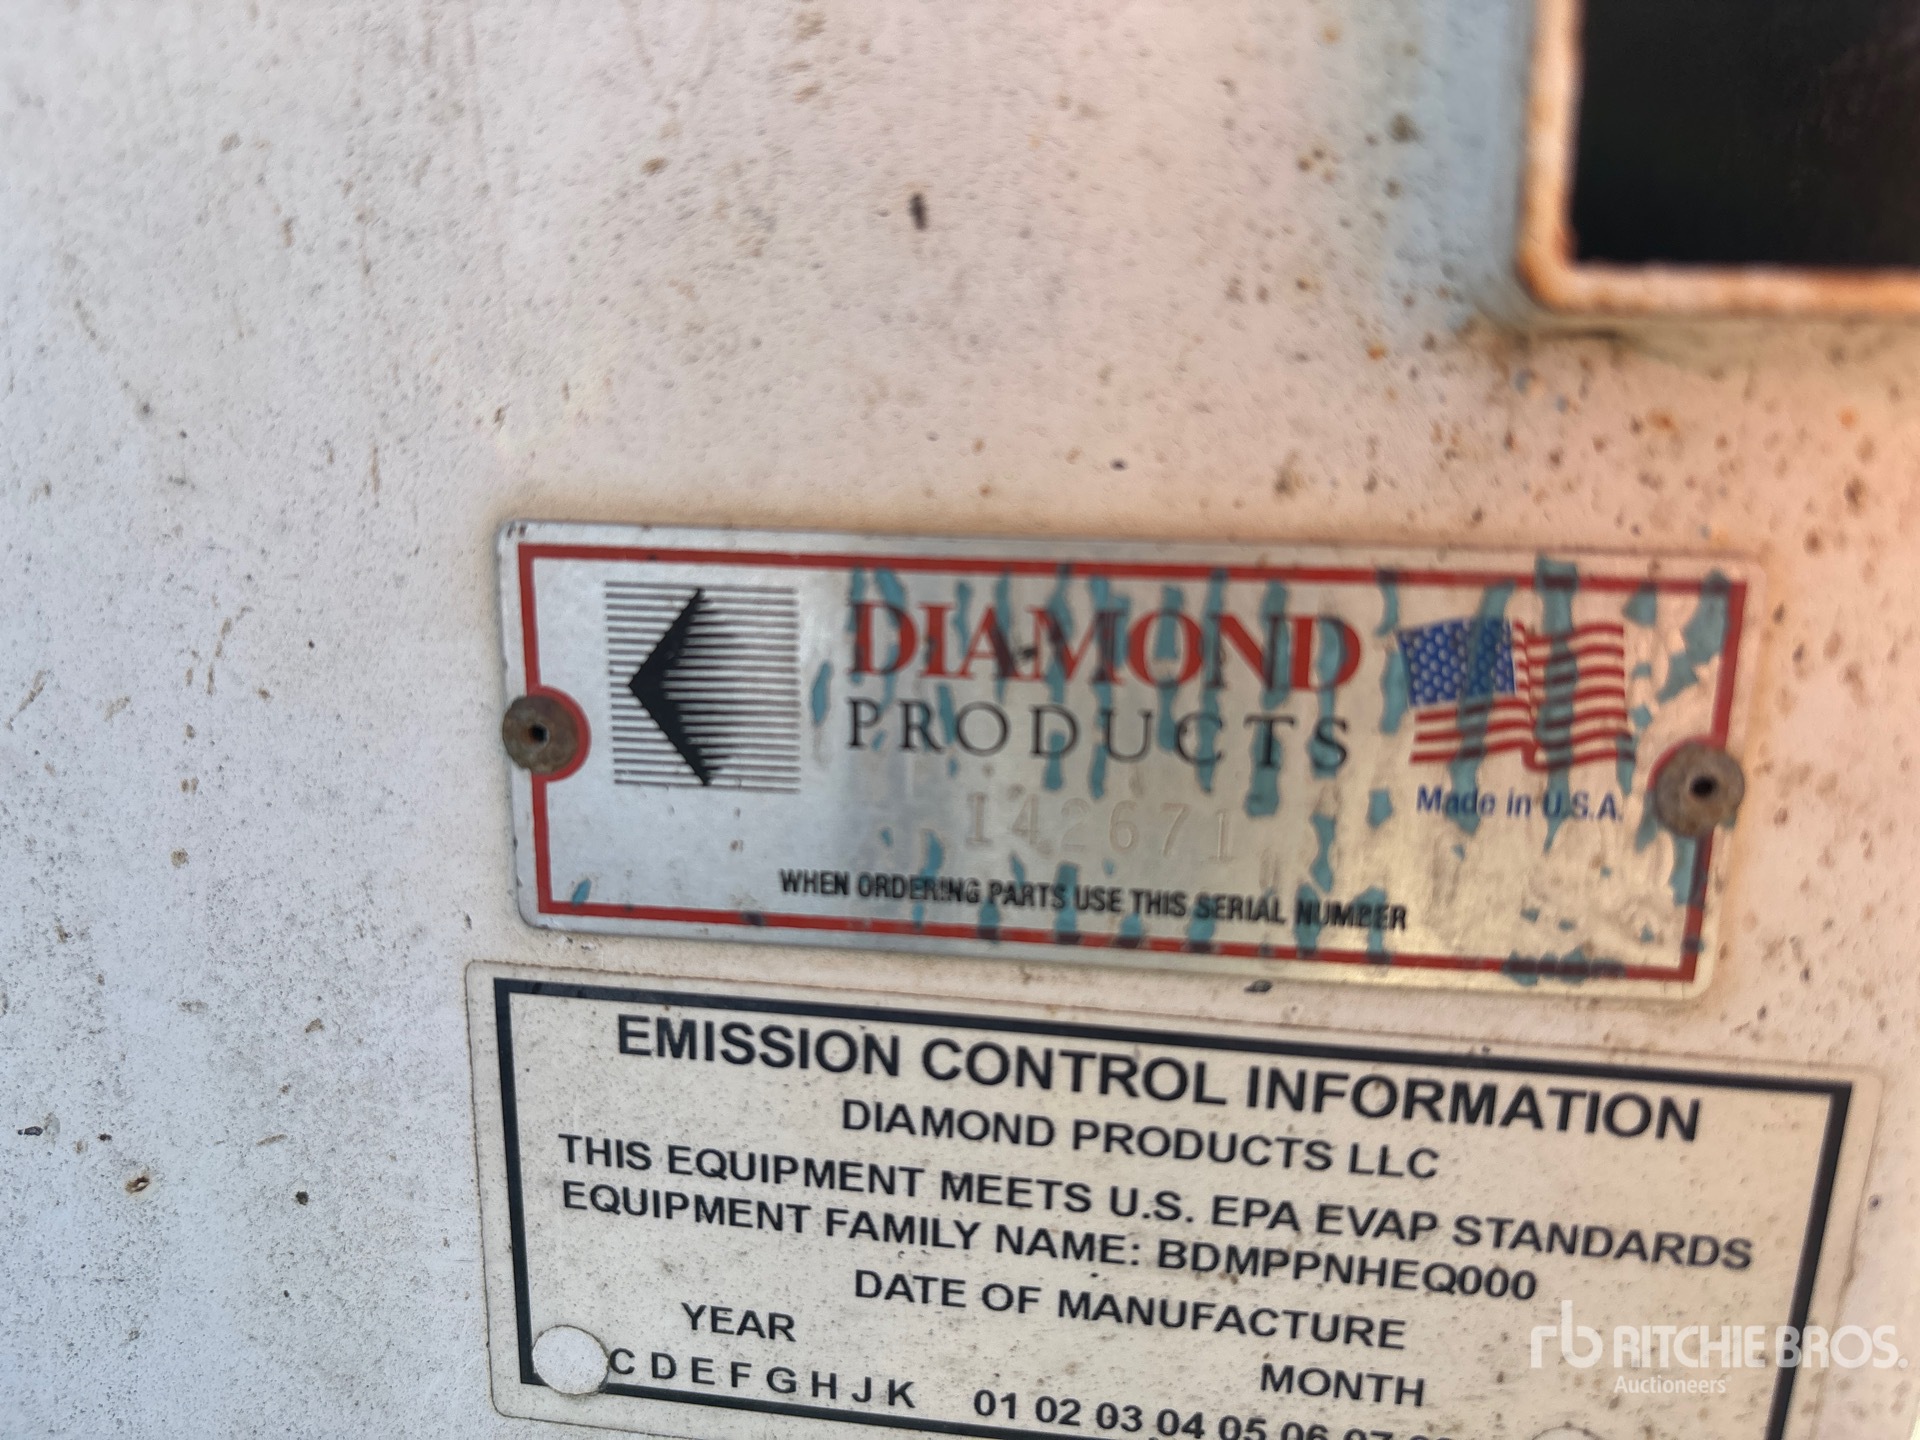 DIAMOND
PRODUCTS
Made in U.S.A.
142671
WHEN ORDERING PARTS USE THIS SERIAL NUMBER
EMISSION CONTROL INFORMATION
DIAMOND PRODUCTS LLC
THIS EQUIPMENT MEETS U.S. EPA EVAP STANDARDS
EQUIPMENT FAMILY NAME: BDMPPNHEQ000
DATE OF MANUFACTURE
YEAR
MONTH
C D E F G H J K
01 02 03 04 05 06 07
rb RITCHIE BROS.
Auctioneers